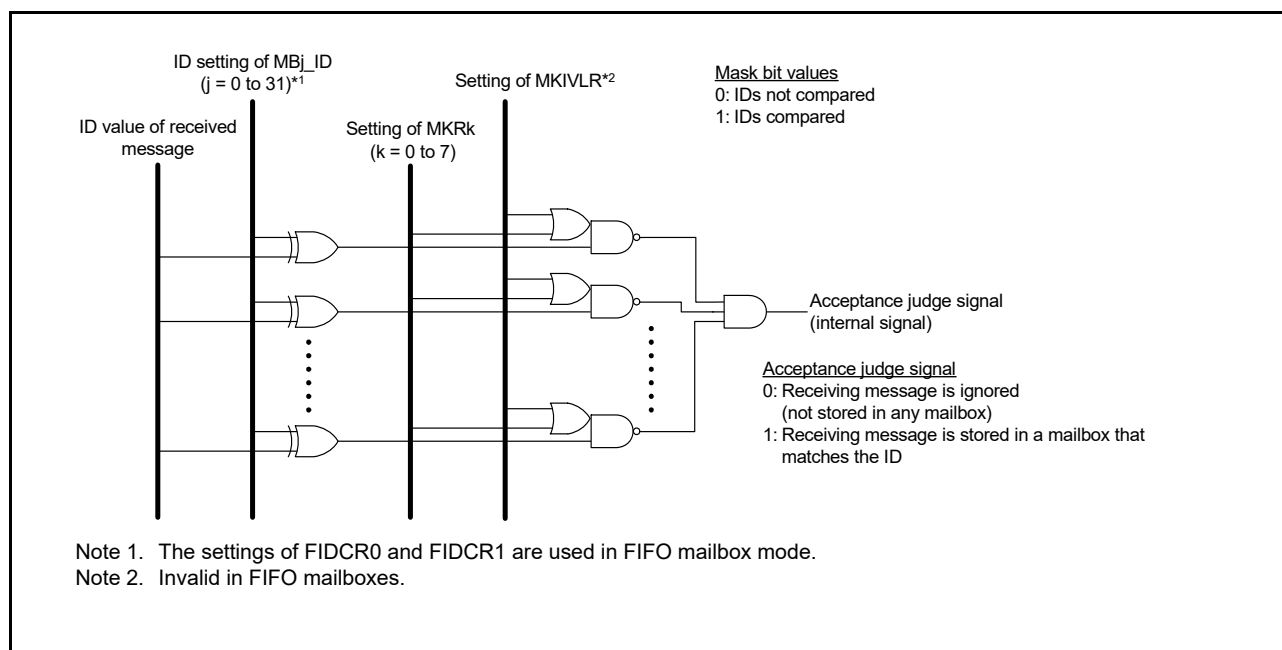 ID setting of MBj_ID
(j = 0 to 31)*1
Setting of MKIVLR*2
Mask bit values
0: IDs not compared
1: IDs compared
ID value of received
message
Setting of MKRk
(k = 0 to 7)
Acceptance judge signal
(internal signal)
Acceptance judge signal
0: Receiving message is ignored
(not stored in any mailbox)
1: Receiving message is stored in a mailbox that
matches the ID
Note 1. The settings of FIDCR0 and FIDCR1 are used in FIFO mailbox mode.
Note 2. Invalid in FIFO mailboxes.